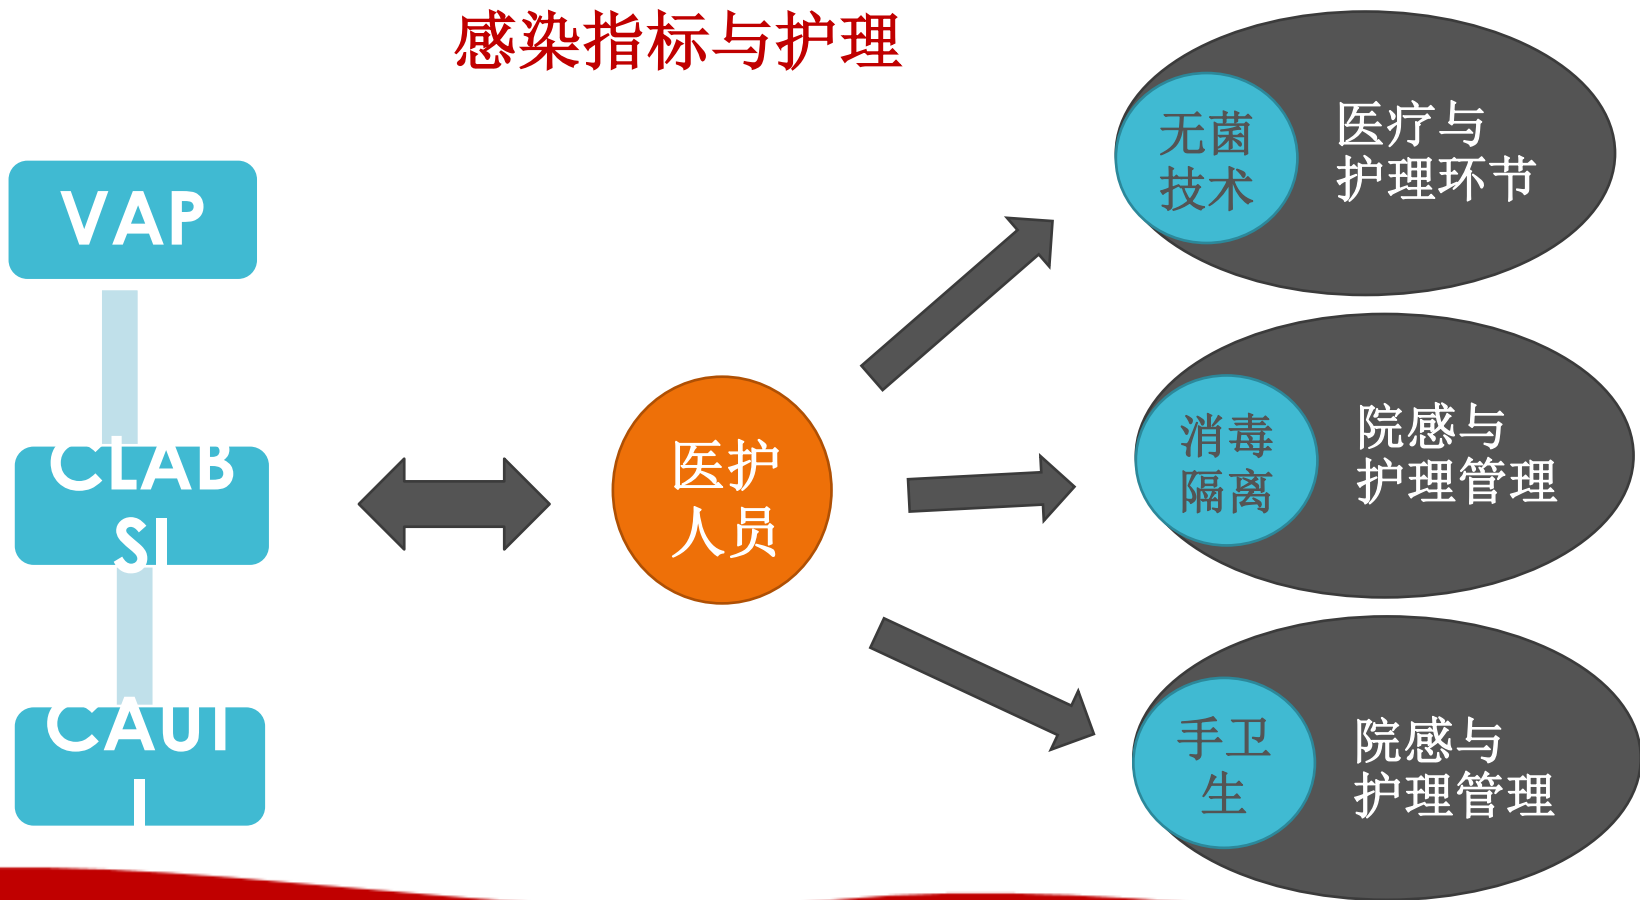 感染指标与护理
VAP
CLAB
SI
CAUT
I
医护
人员
无菌
技术
医疗与
护理环节
消毒
隔离
院感与
护理管理
手卫
生
院感与
护理管理